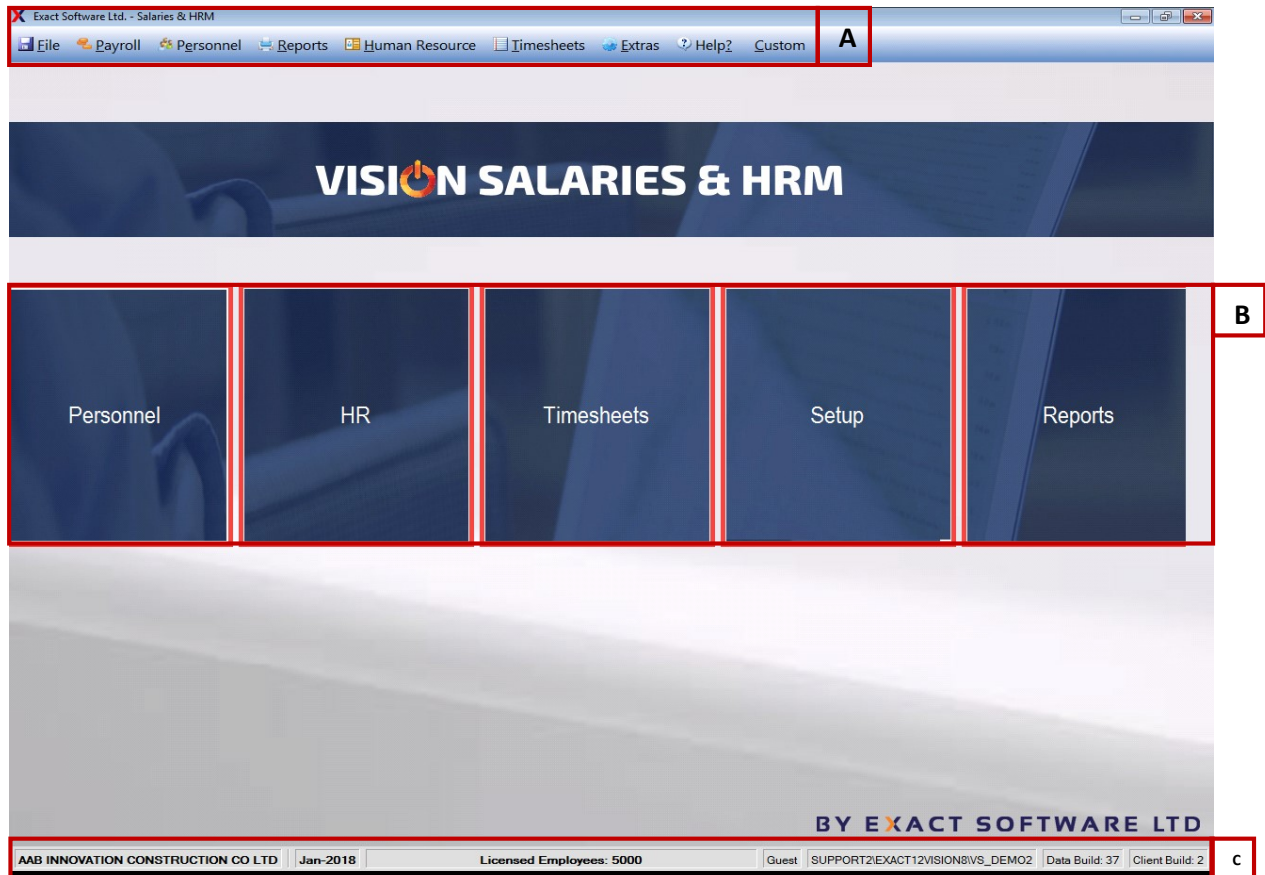 Exact Software Ltd. - Salaries & HRM
File Payroll Personnel Reports Human Resource Timesheets Extras Help? Custom
A
VISION SALARIES & HRM
B
Personnel HR Timesheets Setup Reports
BY EXACT SOFTWARE LTD
AAB INNOVATION CONSTRUCTION CO LTD Jan-2018 Licensed Employees: 5000 Guest SUPPORT2\EXACT12VISION8\VS_DEMO2 Data Build: 37 Client Build: 2
C